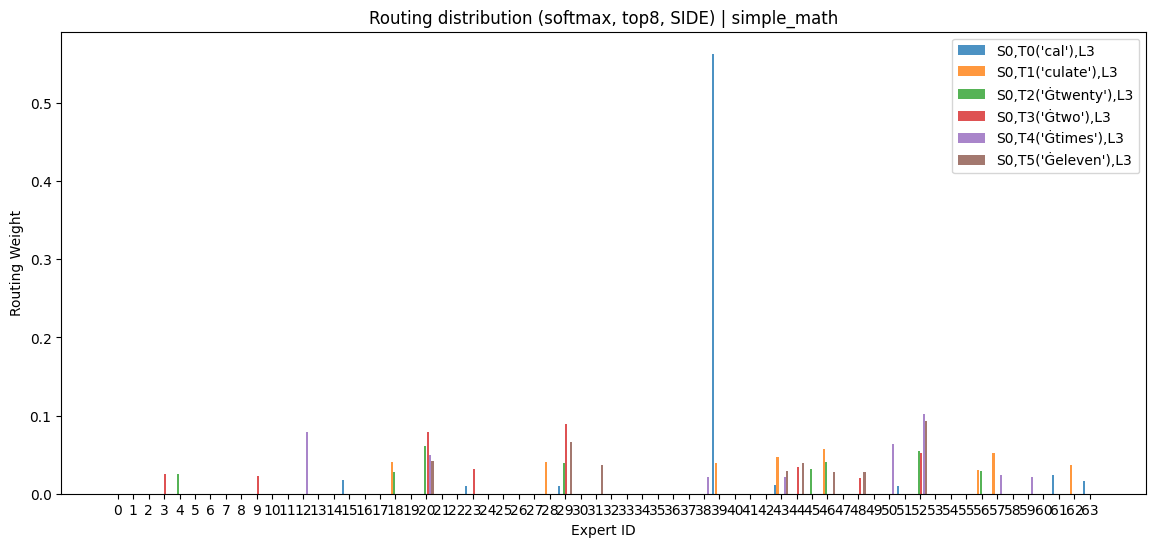 Routing distribution (softmax, top8, SIDE) | simple_math
S0,T0('cal'),L3
S0,T1('culate'),L3
S0,T2('Ġtwenty'),L3
S0,T3('Ġtwo'),L3
S0,T4('Ġtimes'),L3
S0,T5('Ġeleven'),L3
Routing Weight
0.5
0.4
0.3
0.2
0.1
0.0
0 1 2 3 4 5 6 7 8 9 10 11 12 13 14 15 16 17 18 19 20 21 22 23 24 25 26 27 28 29 30 31 32 33 34 35 36 37 38 39 40 41 42 43 44 45 46 47 48 49 50 51 52 53 54 55 56 57 58 59 60 61 62 63
Expert ID